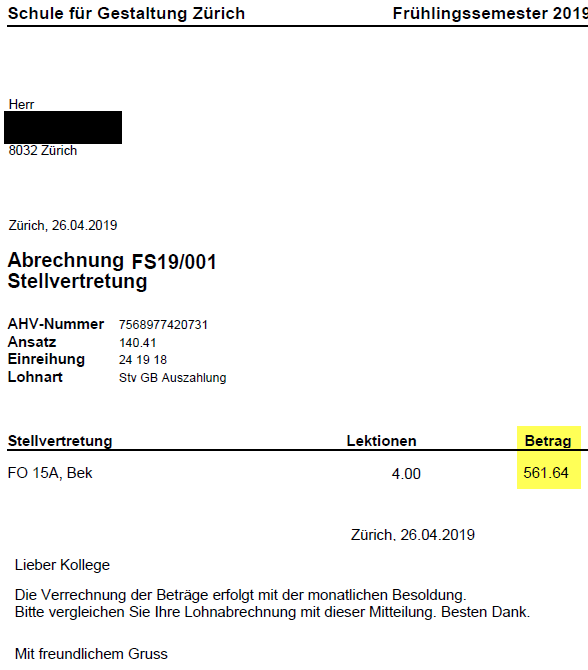 Schule für Gestaltung Zürich Frühlingssemester 2019
Herr
8032 Zürich
Zürich, 26.04.2019
Abrechnung FS19/001
Stellvertretung
AHV-Nummer 7568977420731
Ansatz 140.41
Einreihung 24 19 18
Lohnart Stv GB Auszahlung
Stellvertretung Lektionen Betrag
FO 15A, Bek 4.00 561.64
Zürich, 26.04.2019
Lieber Kollege
Die Verrechnung der Beträge erfolgt mit der monatlichen Besoldung.
Bitte vergleichen Sie Ihre Lohnabrechnung mit dieser Mitteilung. Besten Dank.
Mit freundlichem Gruss